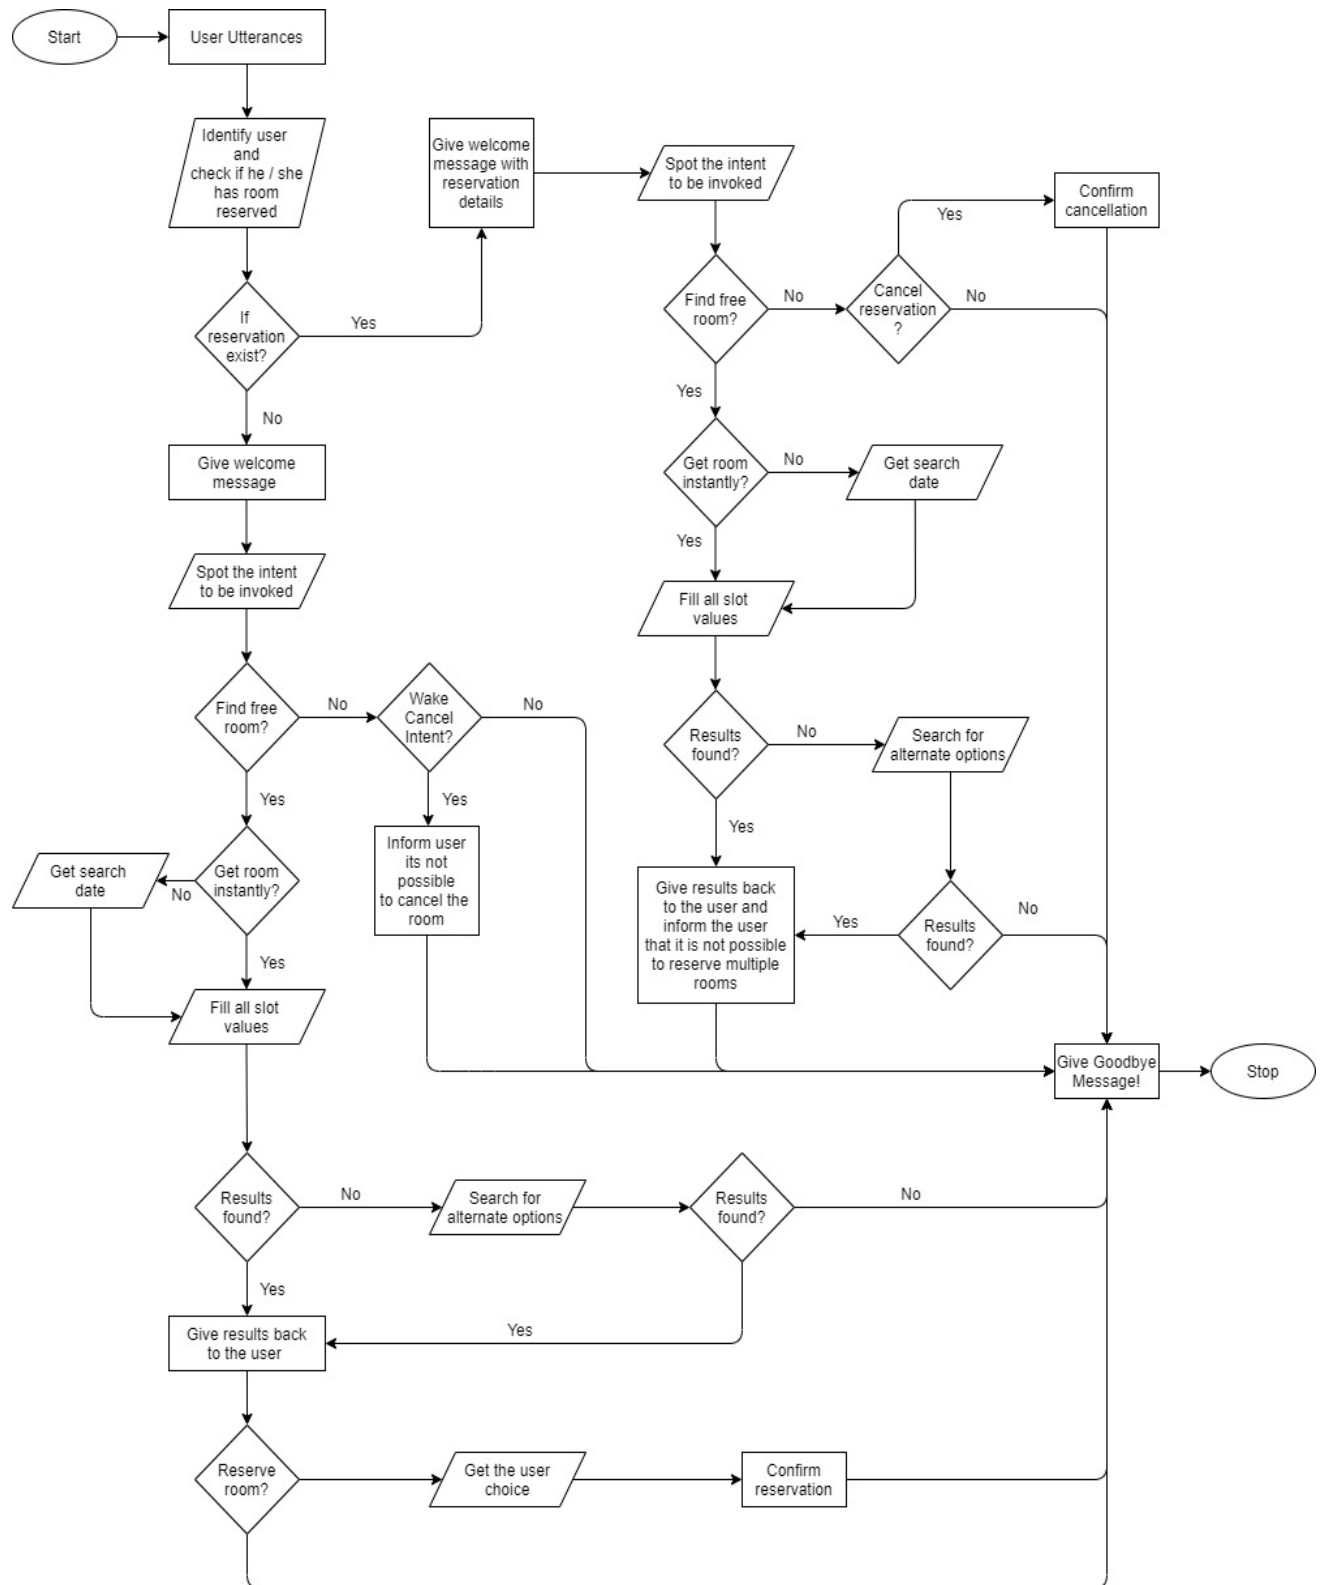 Start
User Utterances
Identify user
and
check if he / she
has room
reserved
Give welcome
message with
reservation
details
Spot the intent
to be invoked
Confirm
cancellation
Yes
Find free
room?
No
Cancel
reservation
?
No
If
reservation
exist?
Yes
No
Yes
Give welcome
message
Get room
instantly?
No
Get search
date
Yes
Spot the intent
to be invoked
Fill all slot
values
Find free
room?
No
Wake
Cancel
Intent?
No
Results
found?
No
Search for
alternate options
Yes
Yes
Yes
Get search
date
No
Get room
instantly?
Inform user
its not
possible
to cancel the
room
Give results back
to the user and
inform the user
that it is not possible
to reserve multiple
rooms
Yes
Results
found?
No
Yes
Fill all slot
values
Give Goodbye
Message!
Stop
Results
found?
No
Search for
alternate options
Results
found?
No
Yes
Give results back
to the user
Yes
Reserve
room?
Get the user
choice
Confirm
reservation